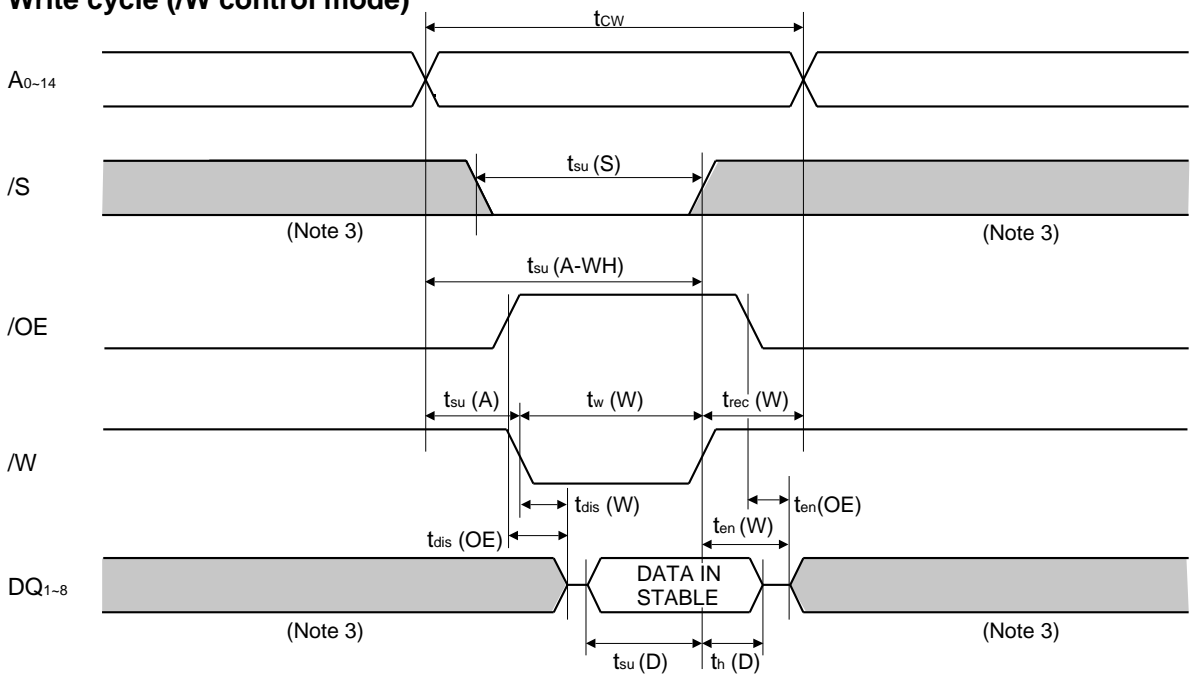 Write cycle (/W control mode)
tCW
A0~14
tsu (S)
/S
(Note 3) (Note 3)
tsu (A-WH)
/OE
tsu (A) tw (W) trec (W)
/W
tdis (W) ten(OE)
tdis (OE) ten (W)
DQ1~8
DATA IN
STABLE
(Note 3) (Note 3)
tsu (D) th (D)